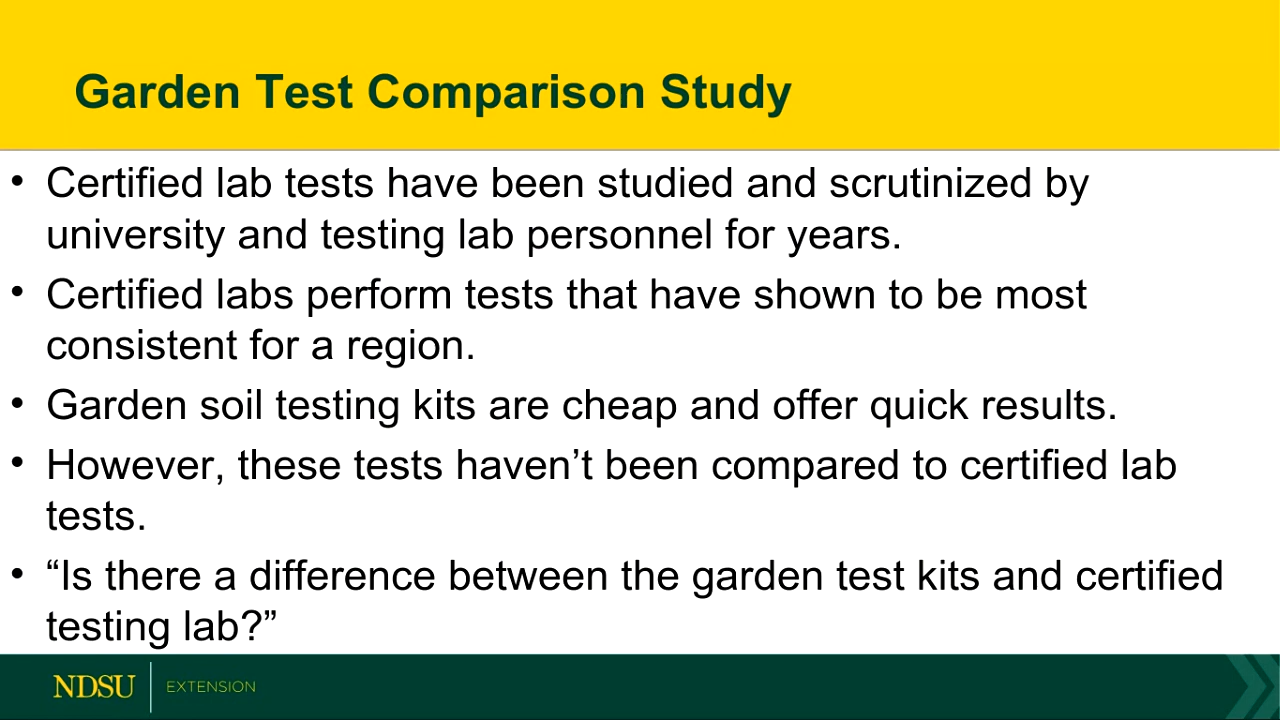 Garden Test Comparison Study
• Certified lab tests have been studied and scrutinized by
university and testing lab personnel for years.
• Certified labs perform tests that have shown to be most
consistent for a region.
• Garden soil testing kits are cheap and offer quick results.
• However, these tests haven’t been compared to certified lab
tests.
• “Is there a difference between the garden test kits and certified
testing lab?”
NDSU EXTENSION